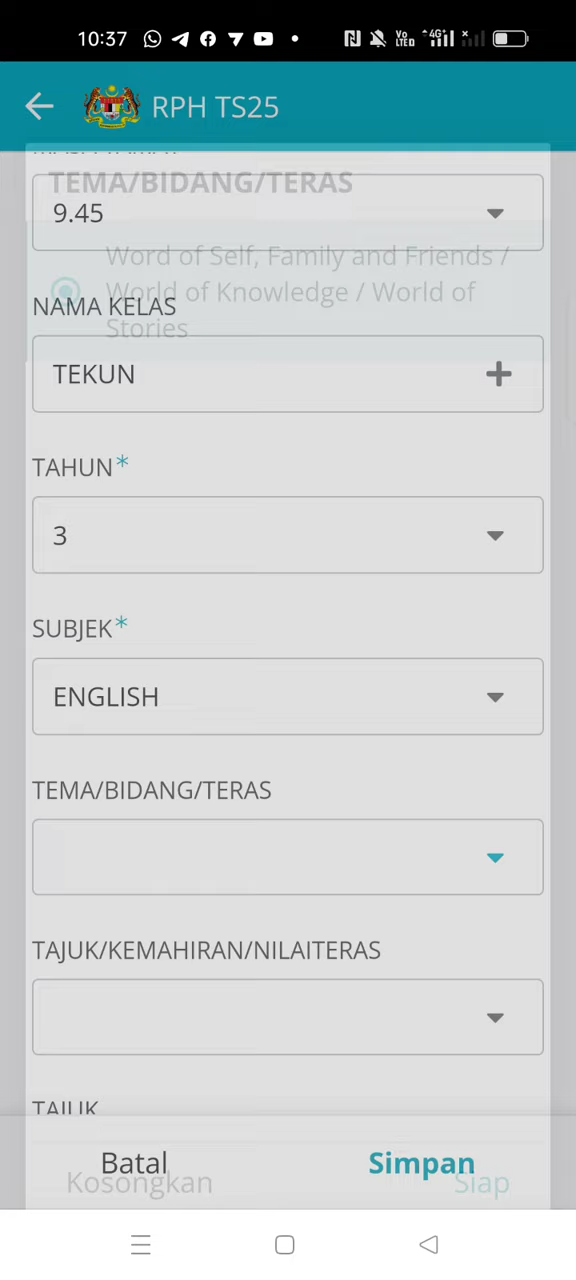 10:37
VoLTED 4G+
RPH TS25
TEMA/BIDANG/TERAS
9.45
Word of Self, Family and Friends /
World of Knowledge / World of
Stories
NAMA KELAS
TEKUN
TAHUN*
3
SUBJEK*
ENGLISH
TEMA/BIDANG/TERAS
TAJUK/KEMAHIRAN/NILAITERAS
TAJUK
Batal
Simpan
Kosongkan
Siap